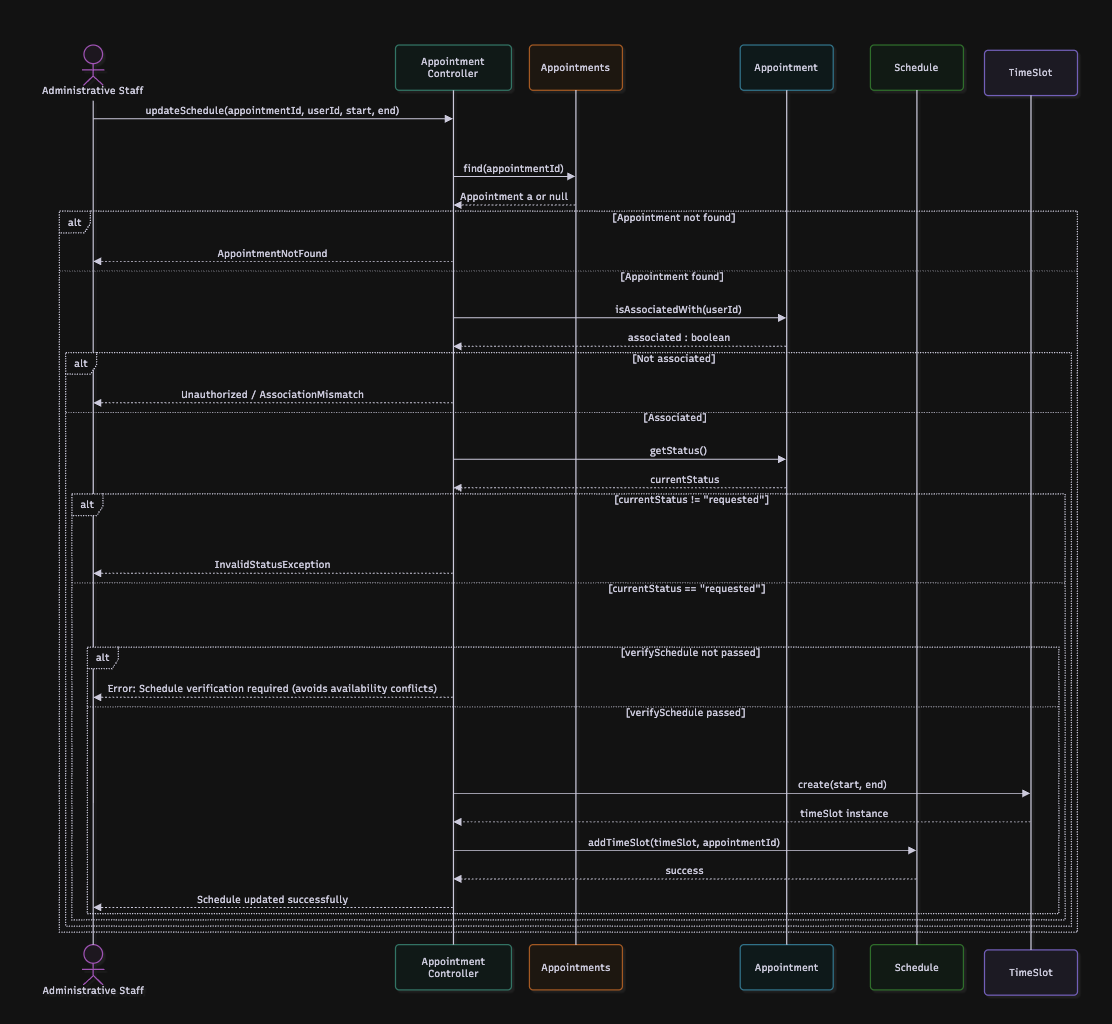 Administrative Staff
Appointment
Controller
Appointments
Appointment
Schedule
TimeSlot
updateSchedule(appointmentId, userId, start, end)
find(appointmentId)
Appointment a or null
alt
[Appointment not found]
AppointmentNotFound
[Appointment found]
isAssociatedWith(userId)
associated : boolean
alt
[Not associated]
Unauthorized / AssociationMismatch
[Associated]
getStatus()
currentStatus
alt
[currentStatus != "requested"]
InvalidStatusException
[currentStatus == "requested"]
alt
[verifySchedule not passed]
Error: Schedule verification required (avoids availability conflicts)
[verifySchedule passed]
create(start, end)
timeSlot instance
addTimeSlot(timeSlot, appointmentId)
success
Schedule updated successfully
Administrative Staff
Appointment
Controller
Appointments
Appointment
Schedule
TimeSlot